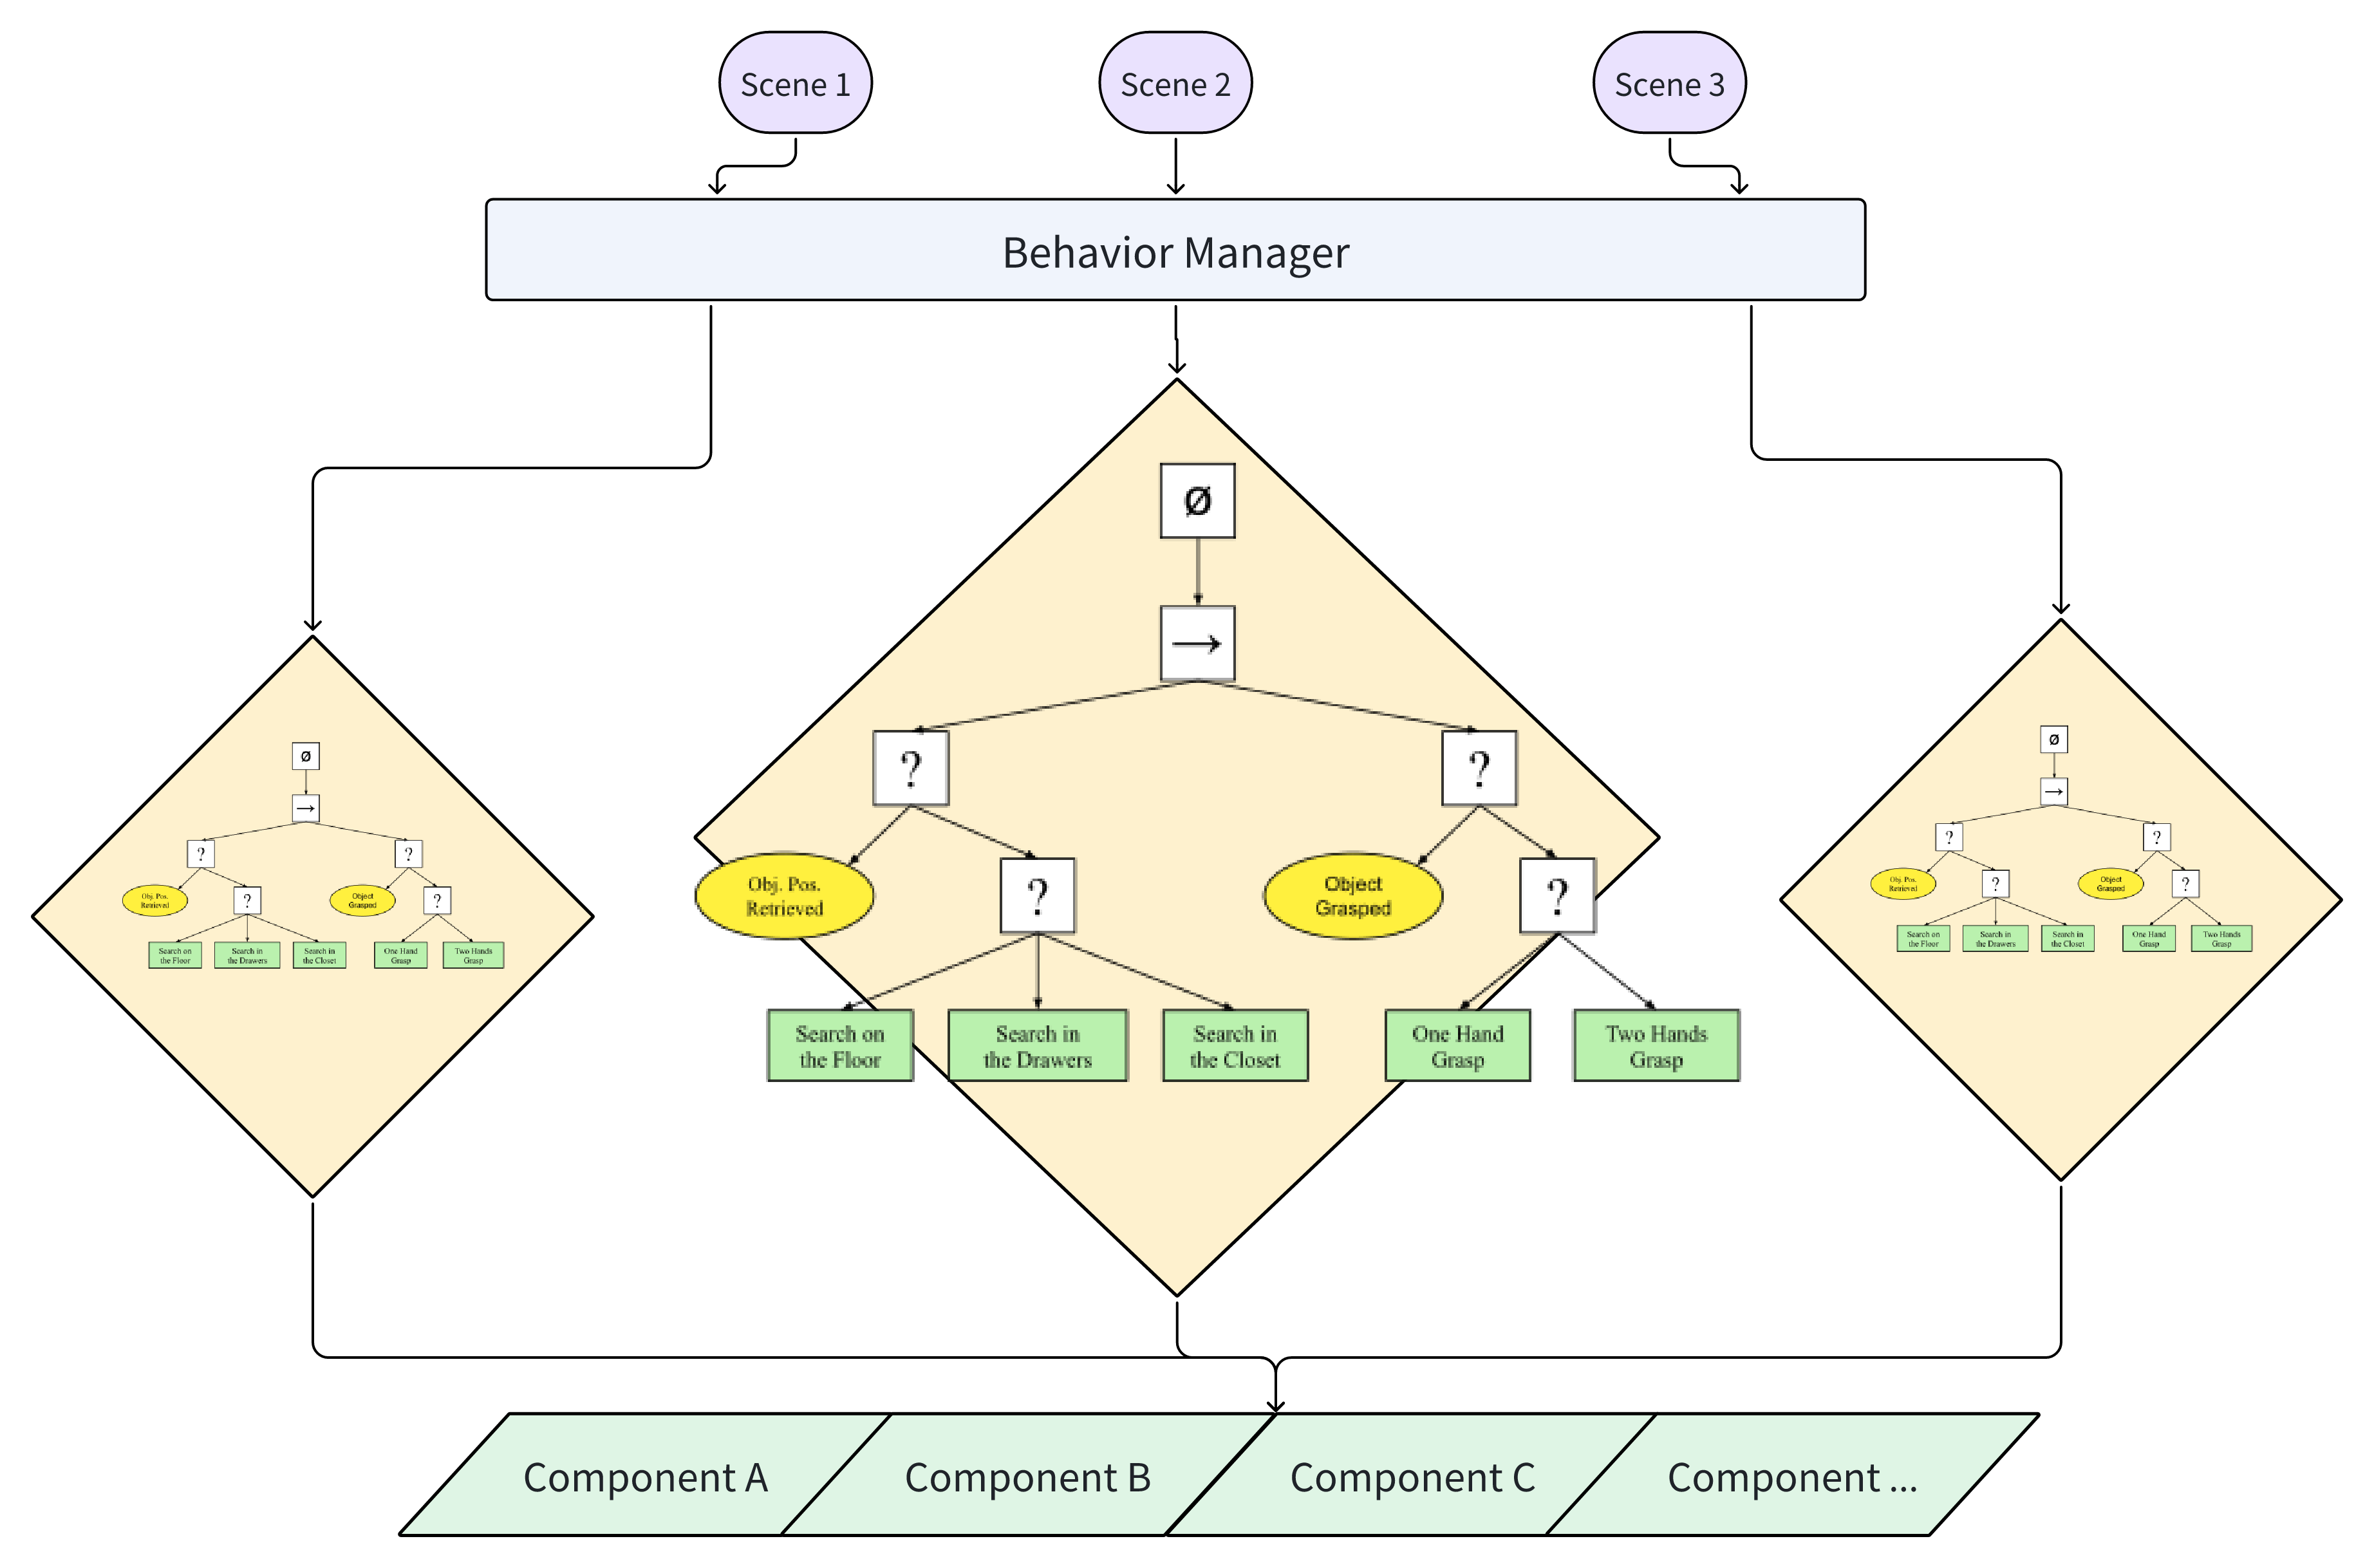 Scene 1
Scene 2
Scene 3
Behavior Manager
Ø
→
?
?
Obj. Pos.
Retrieved
?
Object
Grasped
?
Search on
the Floor
Search in
the Drawers
Search in
the Closet
One Hand
Grasp
Two Hands
Grasp
Ø
→
?
?
Obj. Pos.
Retrieved
?
Object
Grasped
?
Search on
the Floor
Search in
the Drawers
Search in
the Closet
One Hand
Grasp
Two Hands
Grasp
Ø
→
?
?
Obj. Pos.
Retrieved
?
Object
Grasped
?
Search on
the Floor
Search in
the Drawers
Search in
the Closet
One Hand
Grasp
Two Hands
Grasp
Component A
Component B
Component C
Component ...